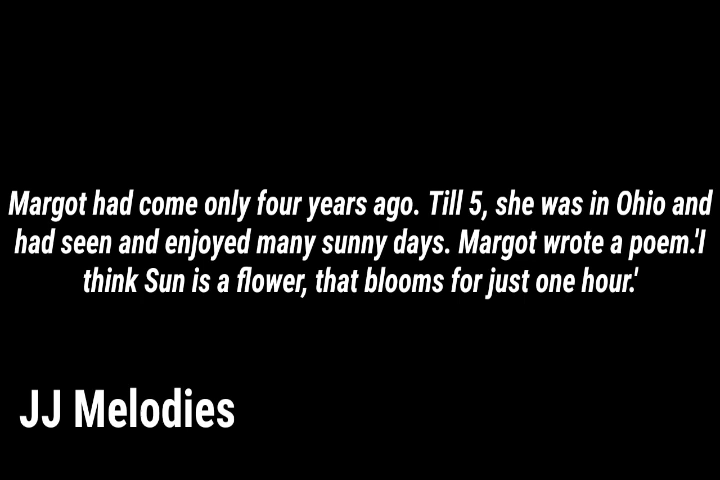 Margot had come only four years ago. Till 5, she was in Ohio and
had seen and enjoyed many sunny days. Margot wrote a poem.'I
think Sun is a flower, that blooms for just one hour.'
JJ Melodies